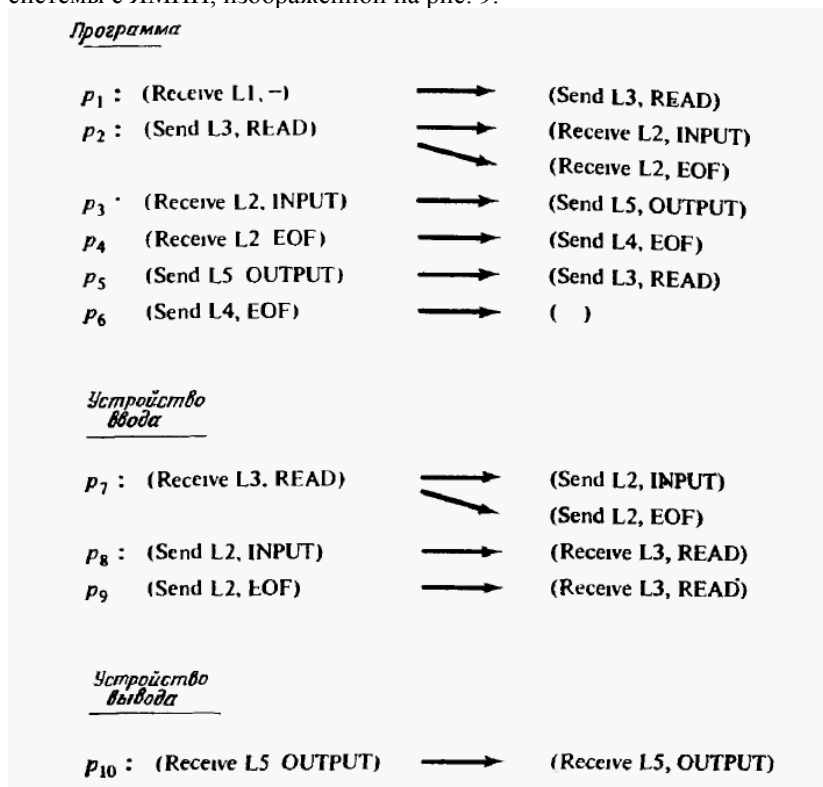 системы с ЯМПП, изображенной на рис. 9.
Программа
p1 : (Receive L1, –) (Send L3, READ)
p2 : (Send L3, READ) (Receive L2, INPUT)
(Receive L2, EOF)
p3 · (Receive L2, INPUT) (Send L5, OUTPUT)
p4 (Receive L2 EOF) (Send L4, EOF)
p5 (Send L5 OUTPUT) (Send L3, READ)
p6 (Send L4, EOF) ( )
Устройство
ввода
p7 : (Receive L3. READ) (Send L2, INPUT)
(Send L2, EOF)
p8 : (Send L2, INPUT) (Receive L3, READ)
p9 (Send L2, EOF) (Receive L3, READ)
Устройство
вывода
p10 : (Receive L5 OUTPUT) (Receive L5, OUTPUT)